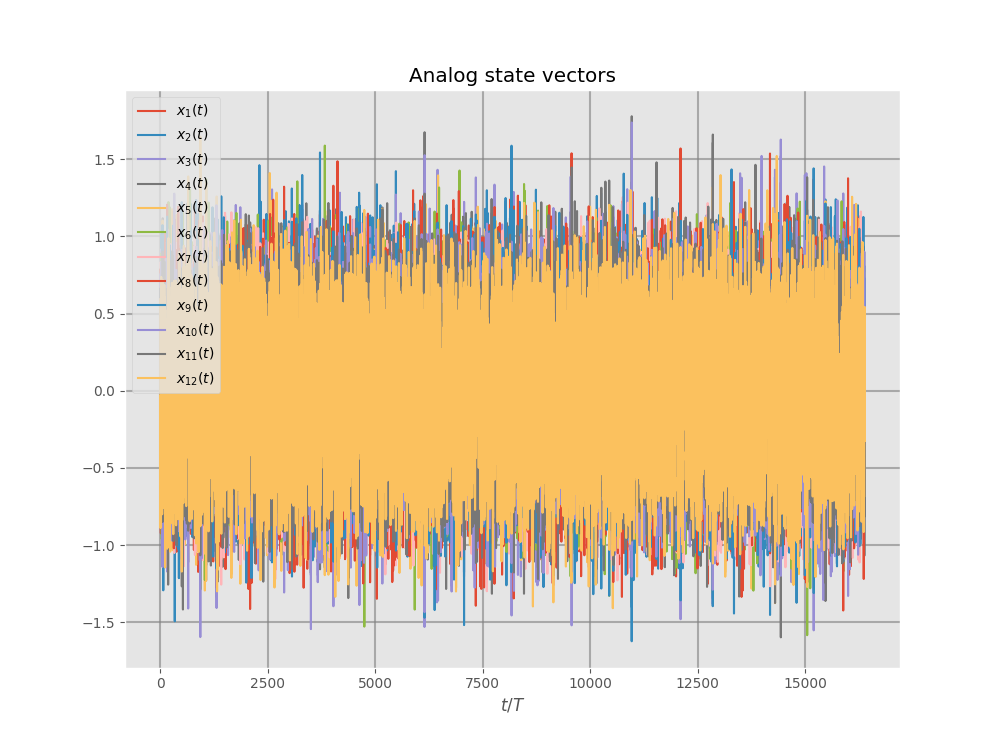 Analog state vectors
x₁(t)
x₂(t)
x₃(t)
x₄(t)
x₅(t)
x₆(t)
x₇(t)
x₈(t)
x₉(t)
x₁₀(t)
x₁₁(t)
x₁₂(t)
1.5
1.0
0.5
0.0
−0.5
−1.0
−1.5
0 2500 5000 7500 10000 12500 15000
t/T